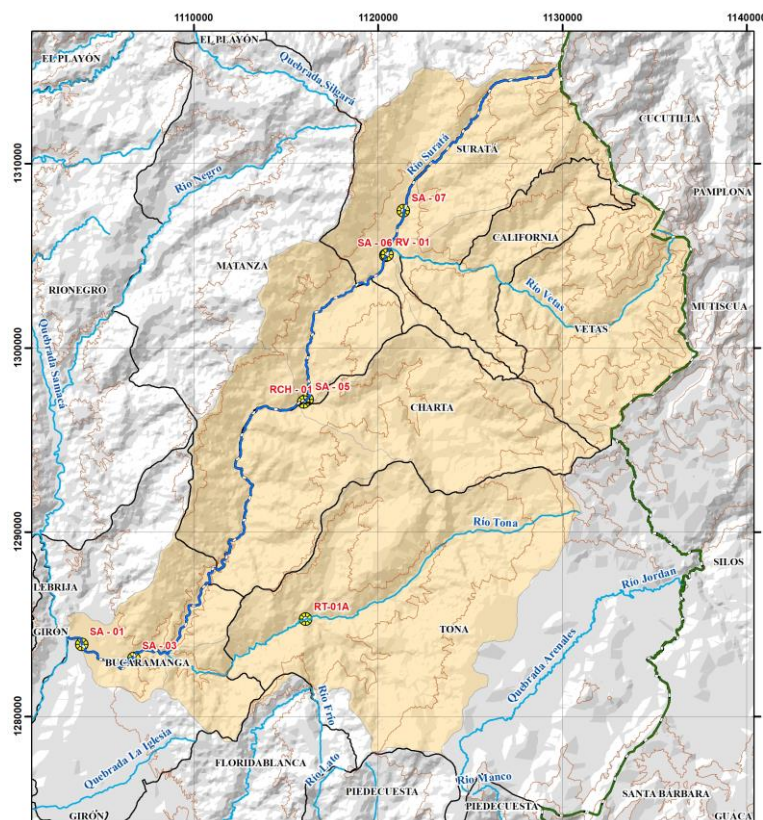 1110000
1120000
1130000
1140000
EL PLAYÓN
EL PLAYÓN
Quebrada Silgará
CUCUTILLA
Río Suratá
SURATÁ
1310000
Río Negro
PAMPLONA
SA - 07
CALIFORNIA
SA - 06
RV - 01
MATANZA
RIONEGRO
Río Vetas
MUTISCUA
VETAS
Quebrada Samacá
1300000
RCH - 01
SA - 05
CHARTA
Río Tona
1290000
SILOS
LEBRIJA
Río Jordan
RT-01A
GIRÓN
SA - 01
TONA
SA - 03
BUCARAMANGA
Quebrada Arenales
1280000
Río Frío
Quebrada La Iglesia
FLORIDABLANCA
Río Lato
Río Manco
PIEDECUESTA
PIEDECUESTA
SANTA BÁRBARA
GIRÓN
GUACA